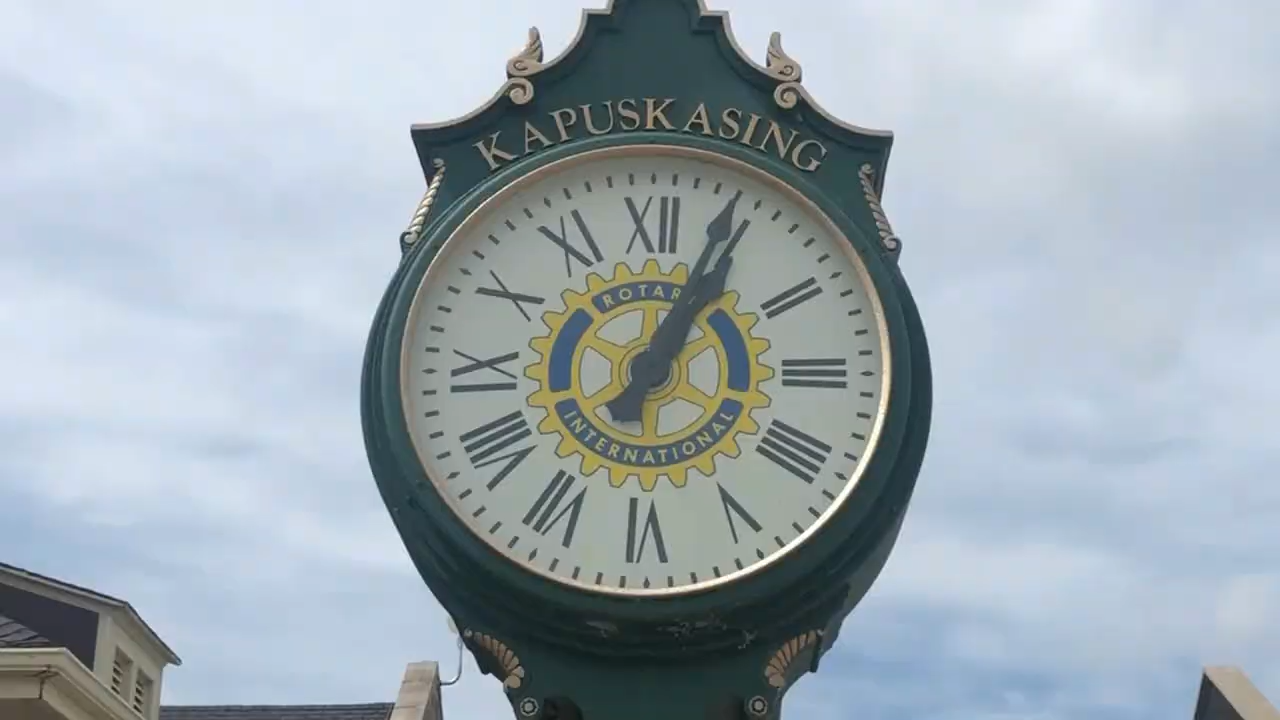 KAPUSKASING
XII
I
II
III
IIII
V
VI
VII
VIII
IX
X
XI
ROTARY
INTERNATIONAL